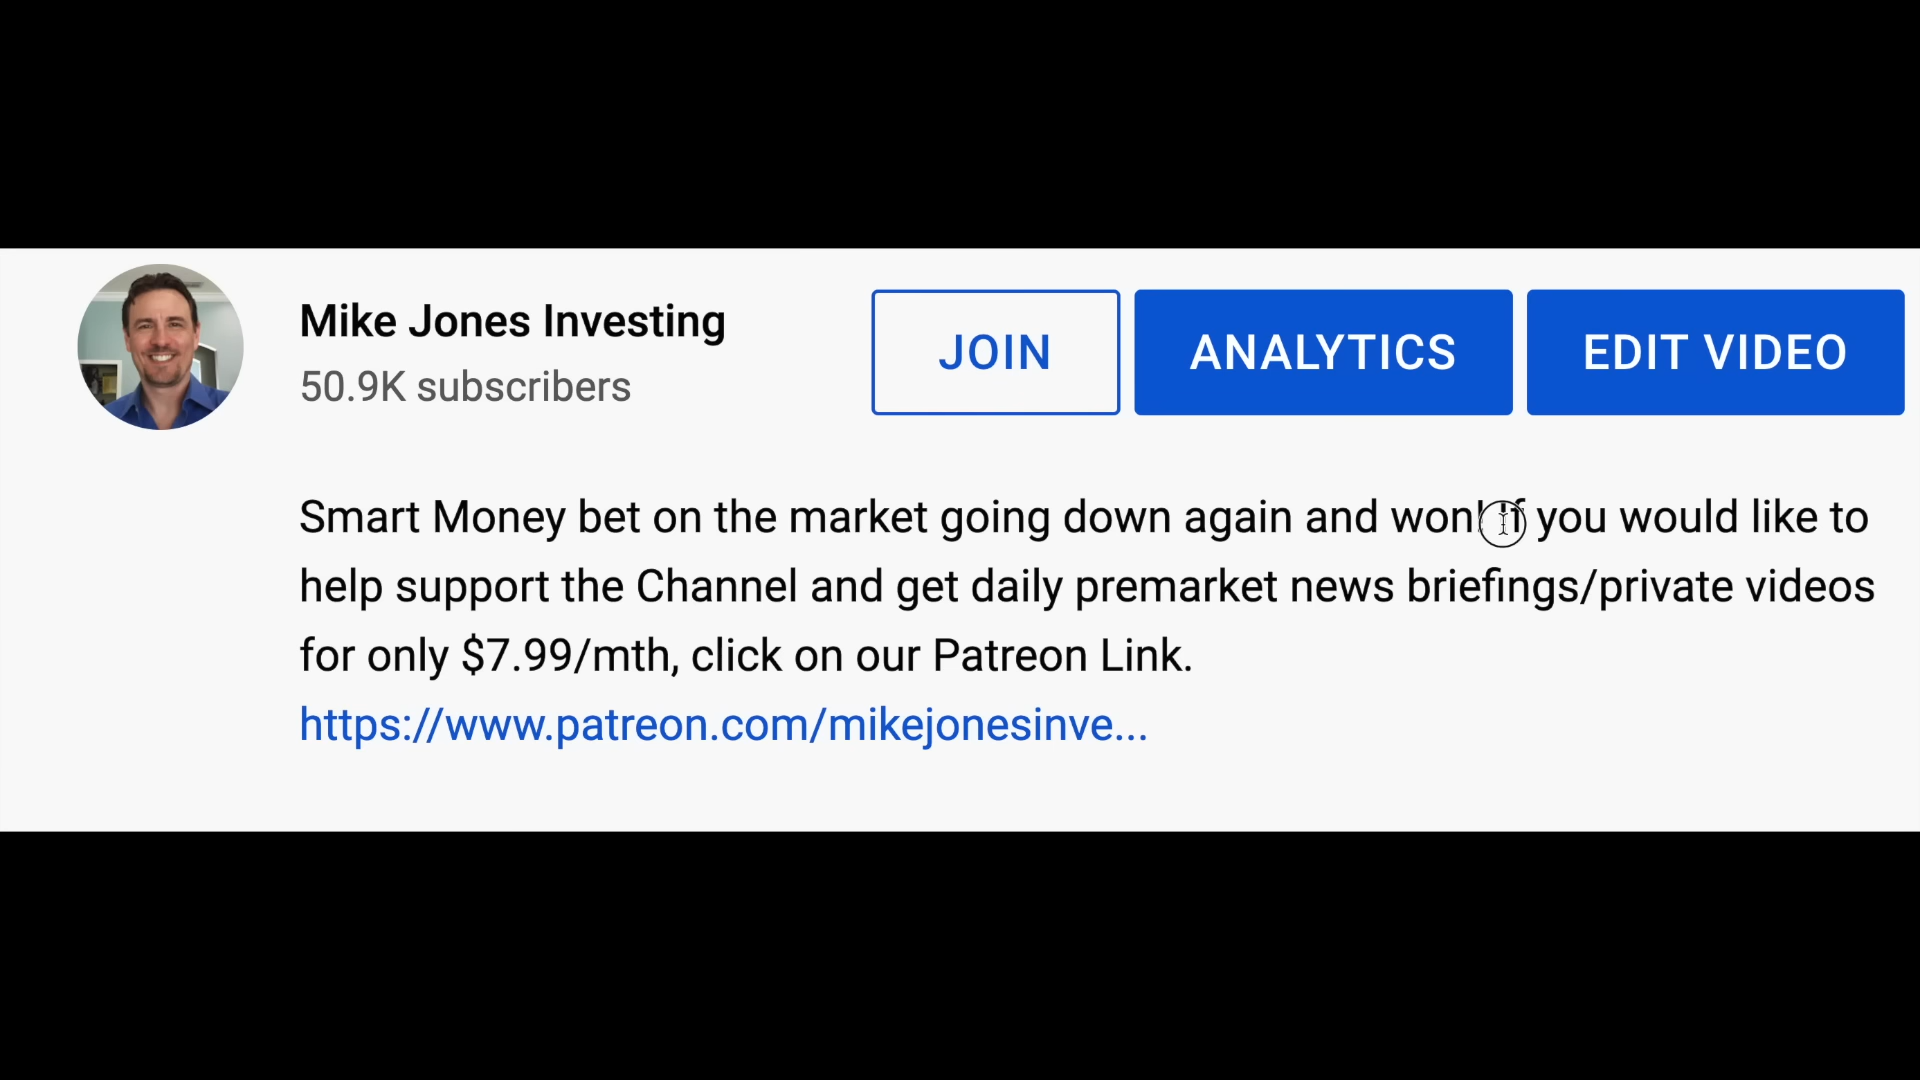 Mike Jones Investing
50.9K subscribers
JOIN
ANALYTICS
EDIT VIDEO
Smart Money bet on the market going down again and won! If you would like to
help support the Channel and get daily premarket news briefings/private videos
for only $7.99/mth, click on our Patreon Link.
https://www.patreon.com/mikejonesinve...